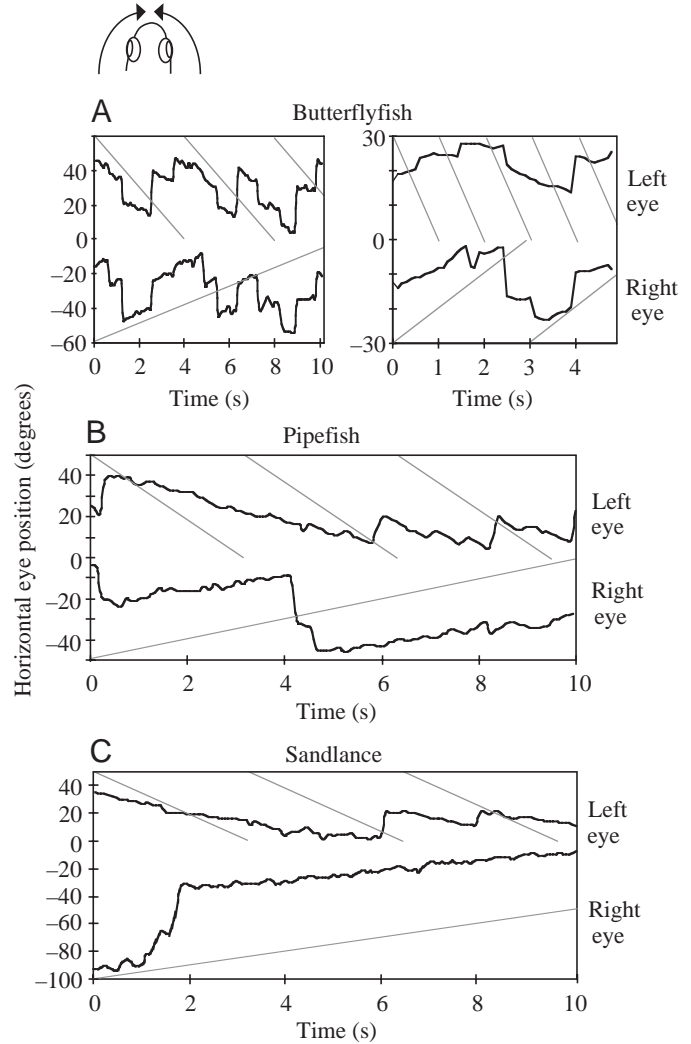 A
Butterflyfish
40
20
0
–20
–40
–60
0
2
4
6
8
10
Time (s)
30
0
–30
0
1
2
3
4
Time (s)
Left
eye
Right
eye
Horizontal eye position (degrees)
B
Pipefish
40
20
0
–20
–40
0
2
4
6
8
10
Time (s)
Left
eye
Right
eye
C
Sandlance
40
20
0
–20
–40
–60
–80
–100
0
2
4
6
8
10
Time (s)
Left
eye
Right
eye